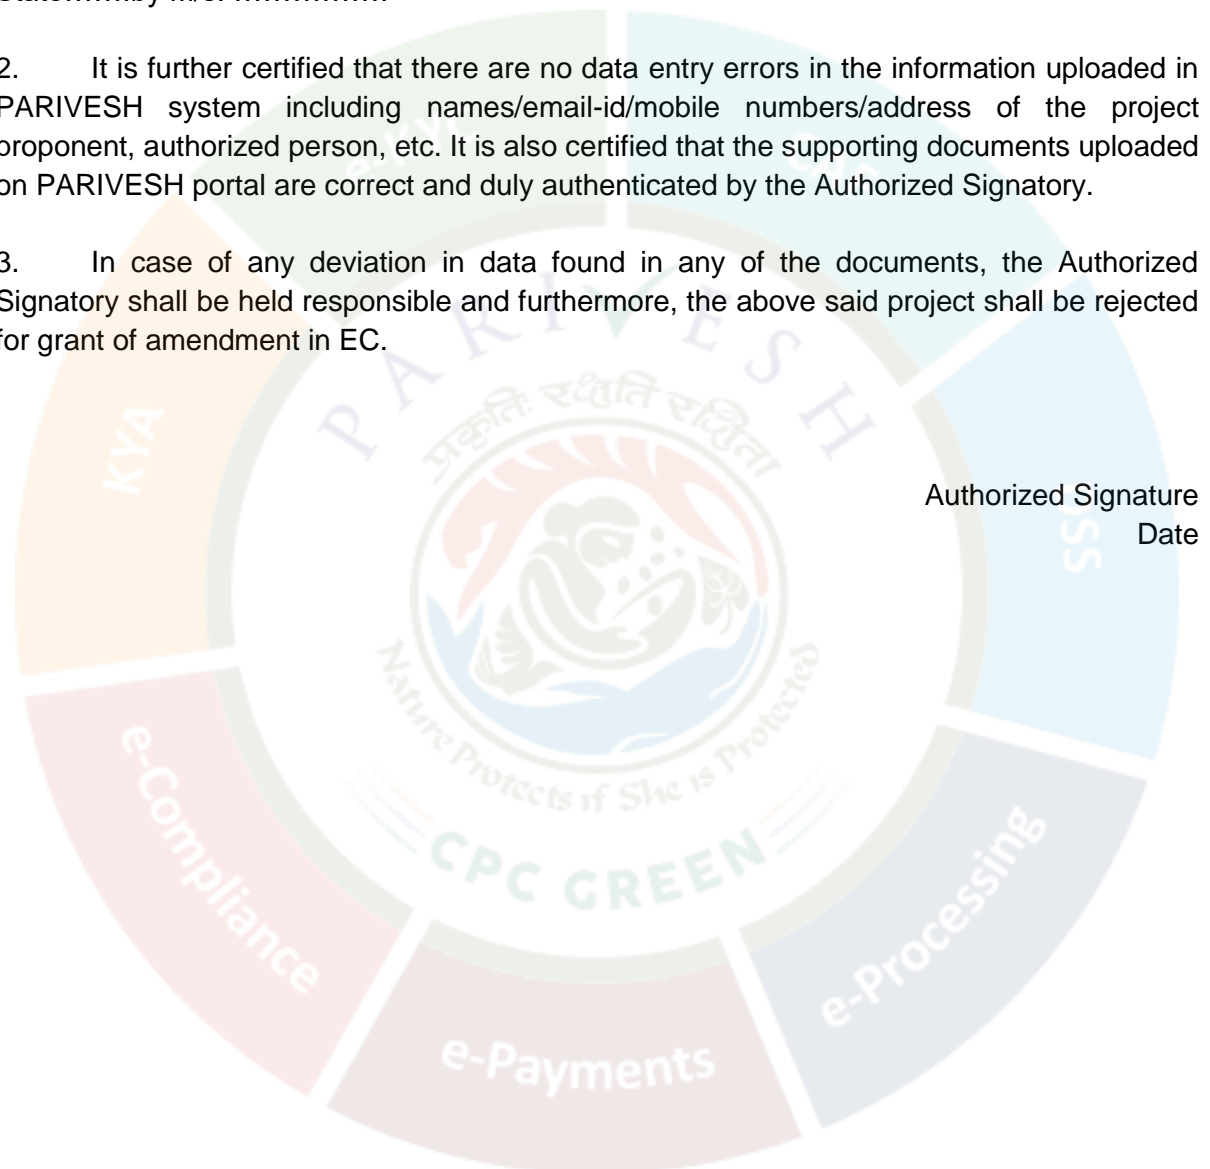 by M/s. ………………
2. It is further certified that there are no data entry errors in the information uploaded in
PARIVESH system including names/email-id/mobile numbers/address of the project
proponent, authorized person, etc. It is also certified that the supporting documents uploaded
on PARIVESH portal are correct and duly authenticated by the Authorized Signatory.
3. In case of any deviation in data found in any of the documents, the Authorized
Signatory shall be held responsible and furthermore, the above said project shall be rejected
for grant of amendment in EC.
Authorized Signature
Date
PARIVESH
प्रकृतिः रक्षति रक्षिता
Nature Protects if She is Protected
CPC GREEN
KYA
e-Compliance
e-Payments
e-Processing